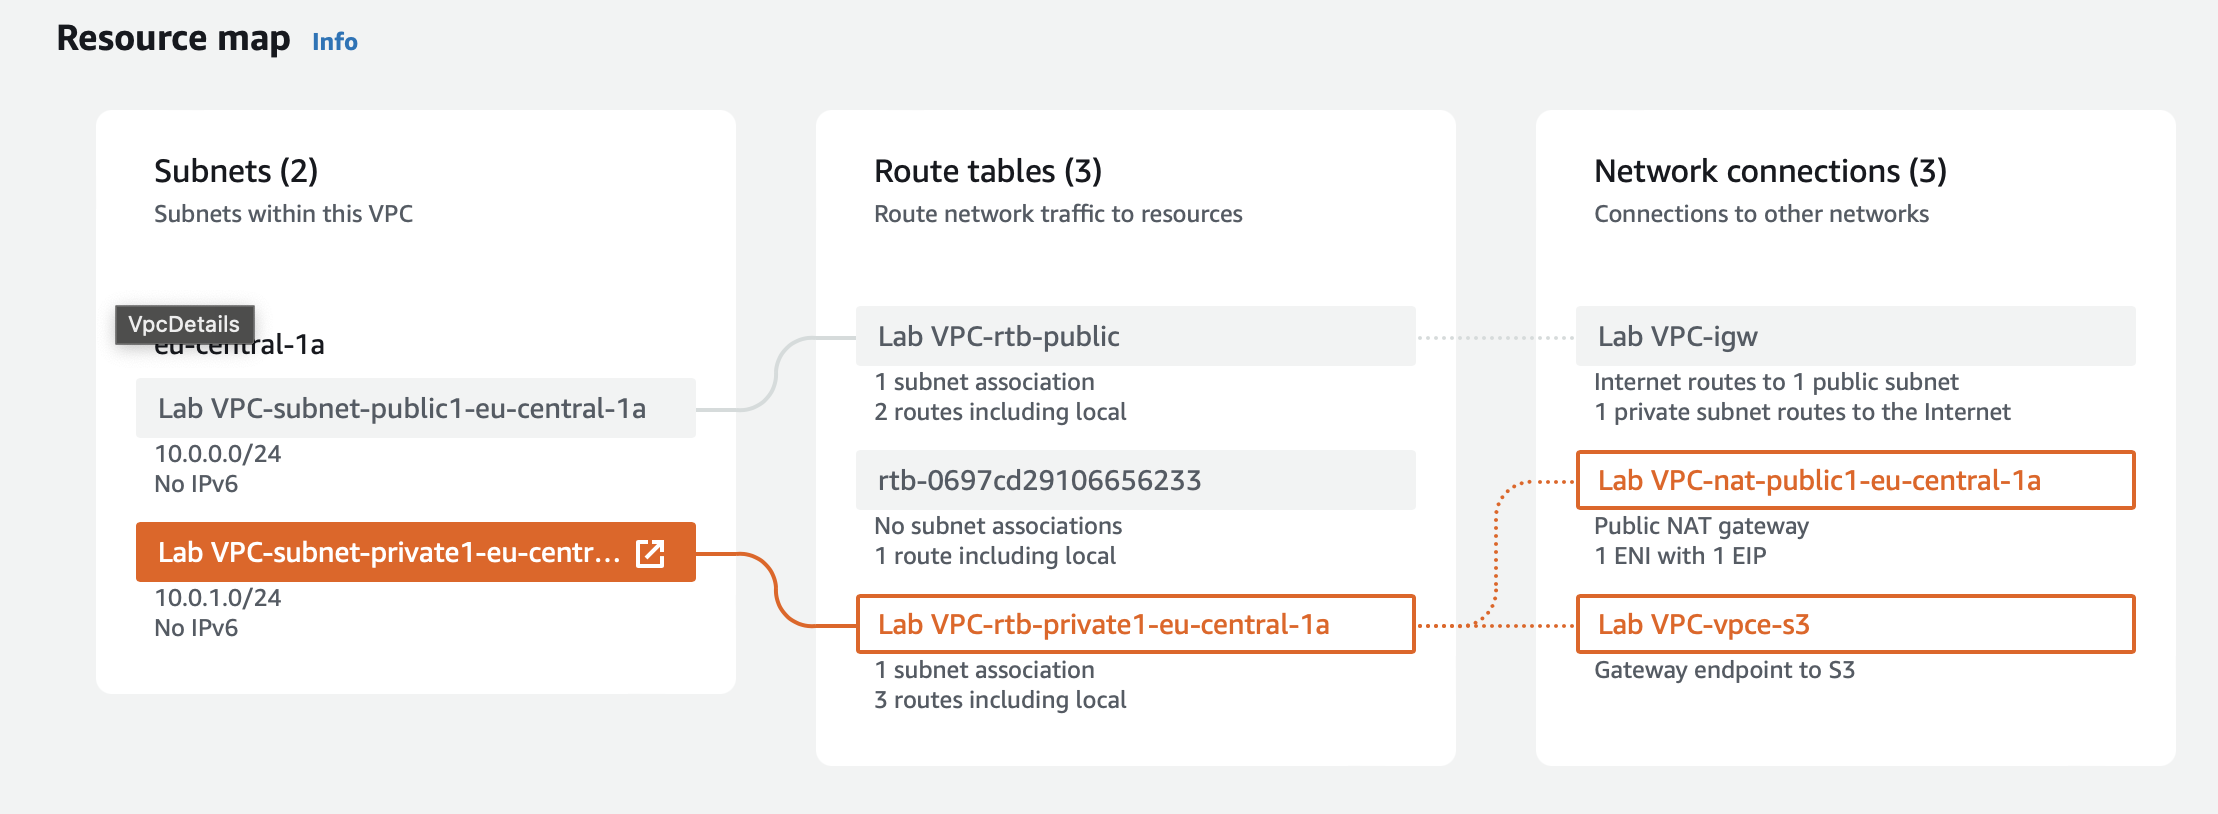 Resource map Info
Subnets (2)
Subnets within this VPC
VpcDetails
eu-central-1a
Lab VPC-subnet-public1-eu-central-1a
10.0.0.0/24
No IPv6
Lab VPC-subnet-private1-eu-centr...
10.0.1.0/24
No IPv6
Route tables (3)
Route network traffic to resources
Lab VPC-rtb-public
1 subnet association
2 routes including local
rtb-0697cd29106656233
No subnet associations
1 route including local
Lab VPC-rtb-private1-eu-central-1a
1 subnet association
3 routes including local
Network connections (3)
Connections to other networks
Lab VPC-igw
Internet routes to 1 public subnet
1 private subnet routes to the Internet
Lab VPC-nat-public1-eu-central-1a
Public NAT gateway
1 ENI with 1 EIP
Lab VPC-vpce-s3
Gateway endpoint to S3